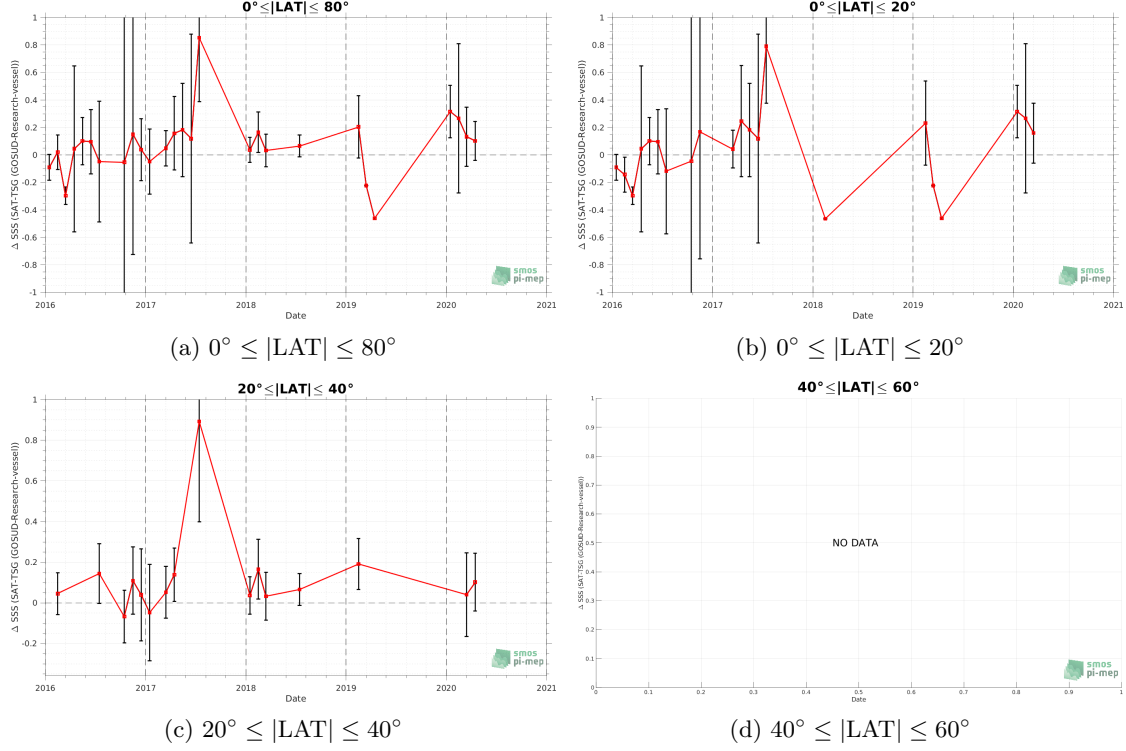 0°≤|LAT|≤ 80°
Δ SSS (SAT-TSG (GOSUD-Research-vessel))
1
0.8
0.6
0.4
0.2
0
-0.2
-0.4
-0.6
-0.8
-1
2016 2017 2018 2019 2020 2021
Date
smos
pi-mep
(a) 0° ≤ |LAT| ≤ 80°
0°≤|LAT|≤ 20°
Δ SSS (SAT-TSG (GOSUD-Research-vessel))
1
0.8
0.6
0.4
0.2
0
-0.2
-0.4
-0.6
-0.8
-1
2016 2017 2018 2019 2020 2021
Date
smos
pi-mep
(b) 0° ≤ |LAT| ≤ 20°
20°≤|LAT|≤ 40°
Δ SSS (SAT-TSG (GOSUD-Research-vessel))
1
0.8
0.6
0.4
0.2
0
-0.2
2016 2017 2018 2019 2020 2021
Date
smos
pi-mep
(c) 20° ≤ |LAT| ≤ 40°
40°≤|LAT|≤ 60°
Δ SSS (SAT-TSG (GOSUD-Research-vessel))
1
0.9
0.8
0.7
0.6
0.5
0.4
0.3
0.2
0.1
0
NO DATA
0 0.1 0.2 0.3 0.4 0.5 0.6 0.7 0.8 0.9 1
Date
smos
pi-mep
(d) 40° ≤ |LAT| ≤ 60°